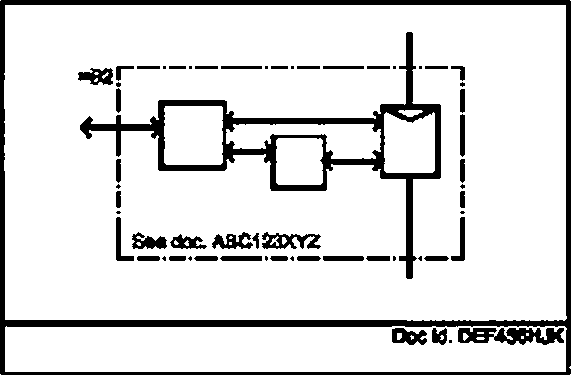 =B2
See doc. ABC123XYZ
Doc id. DEF456HJK